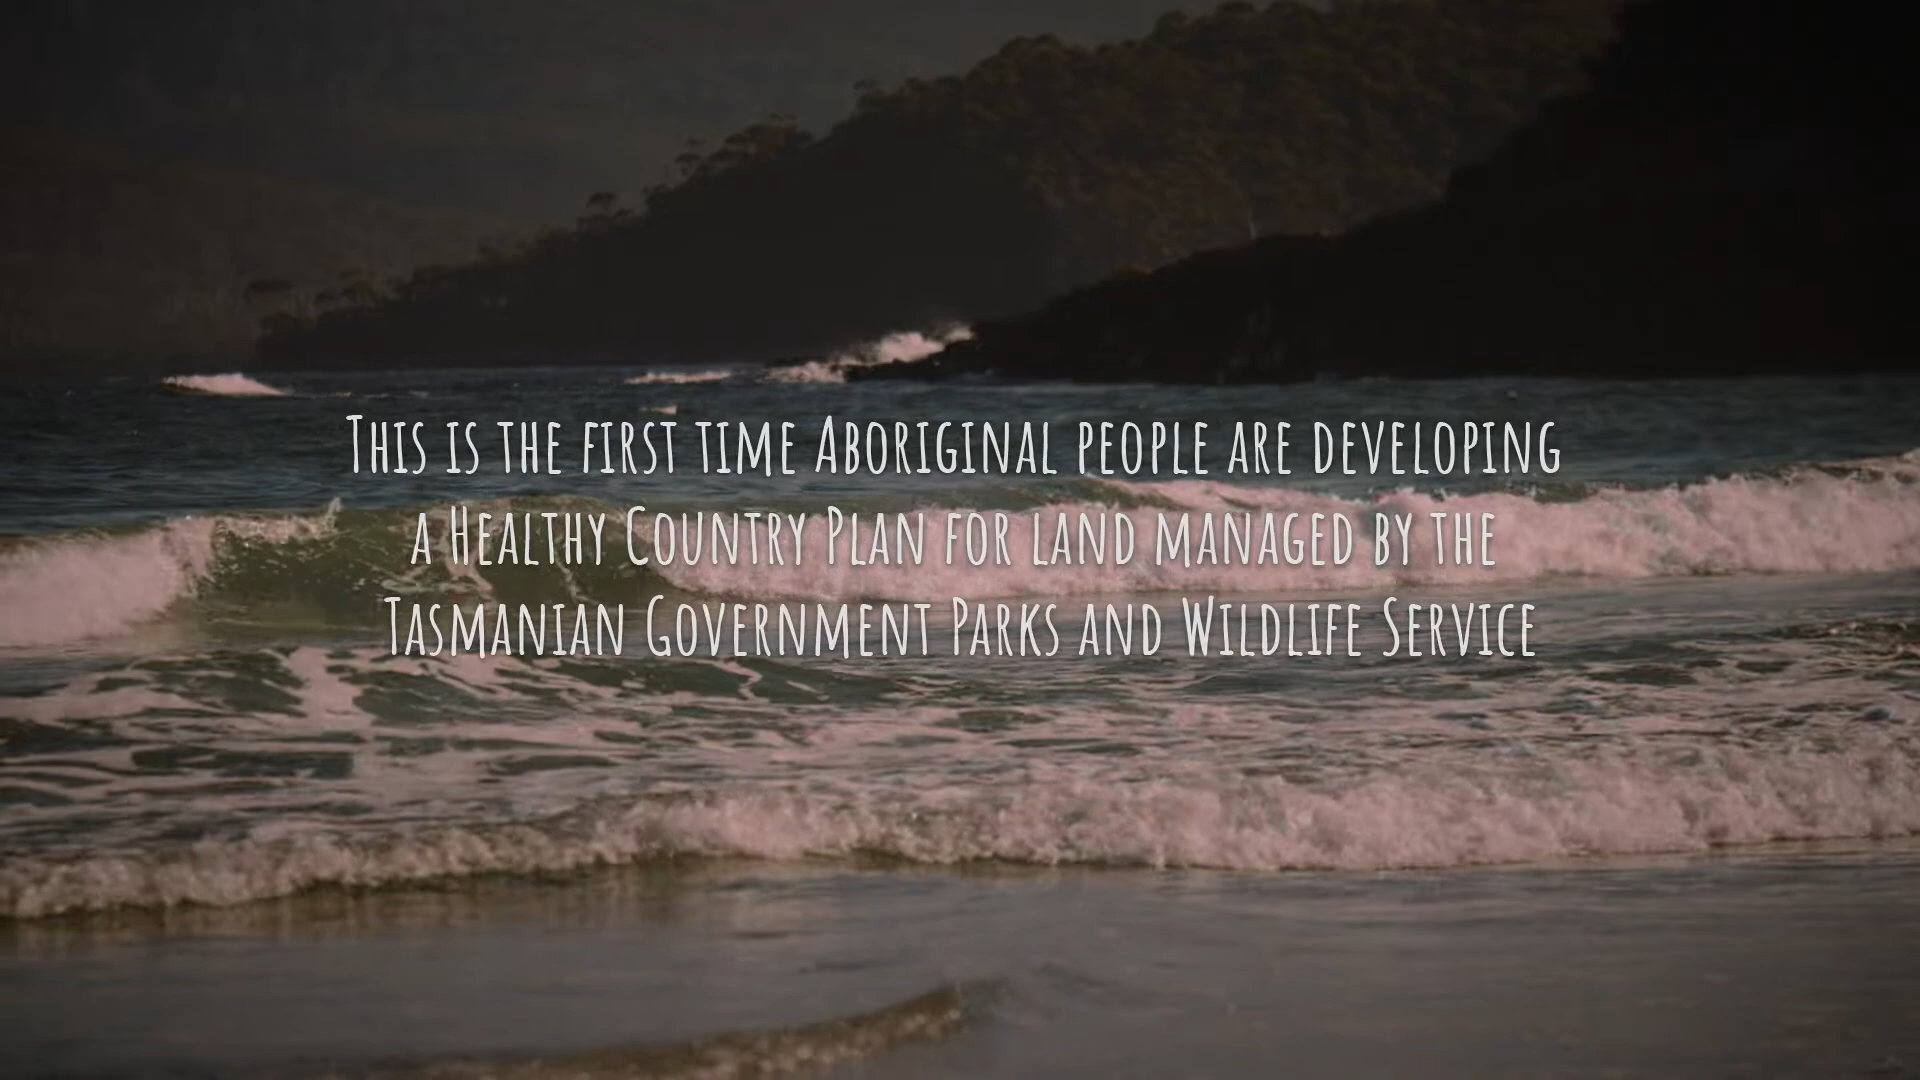 This is the first time Aboriginal people are developing
a Healthy Country Plan for land managed by the
Tasmanian Government Parks and Wildlife Service